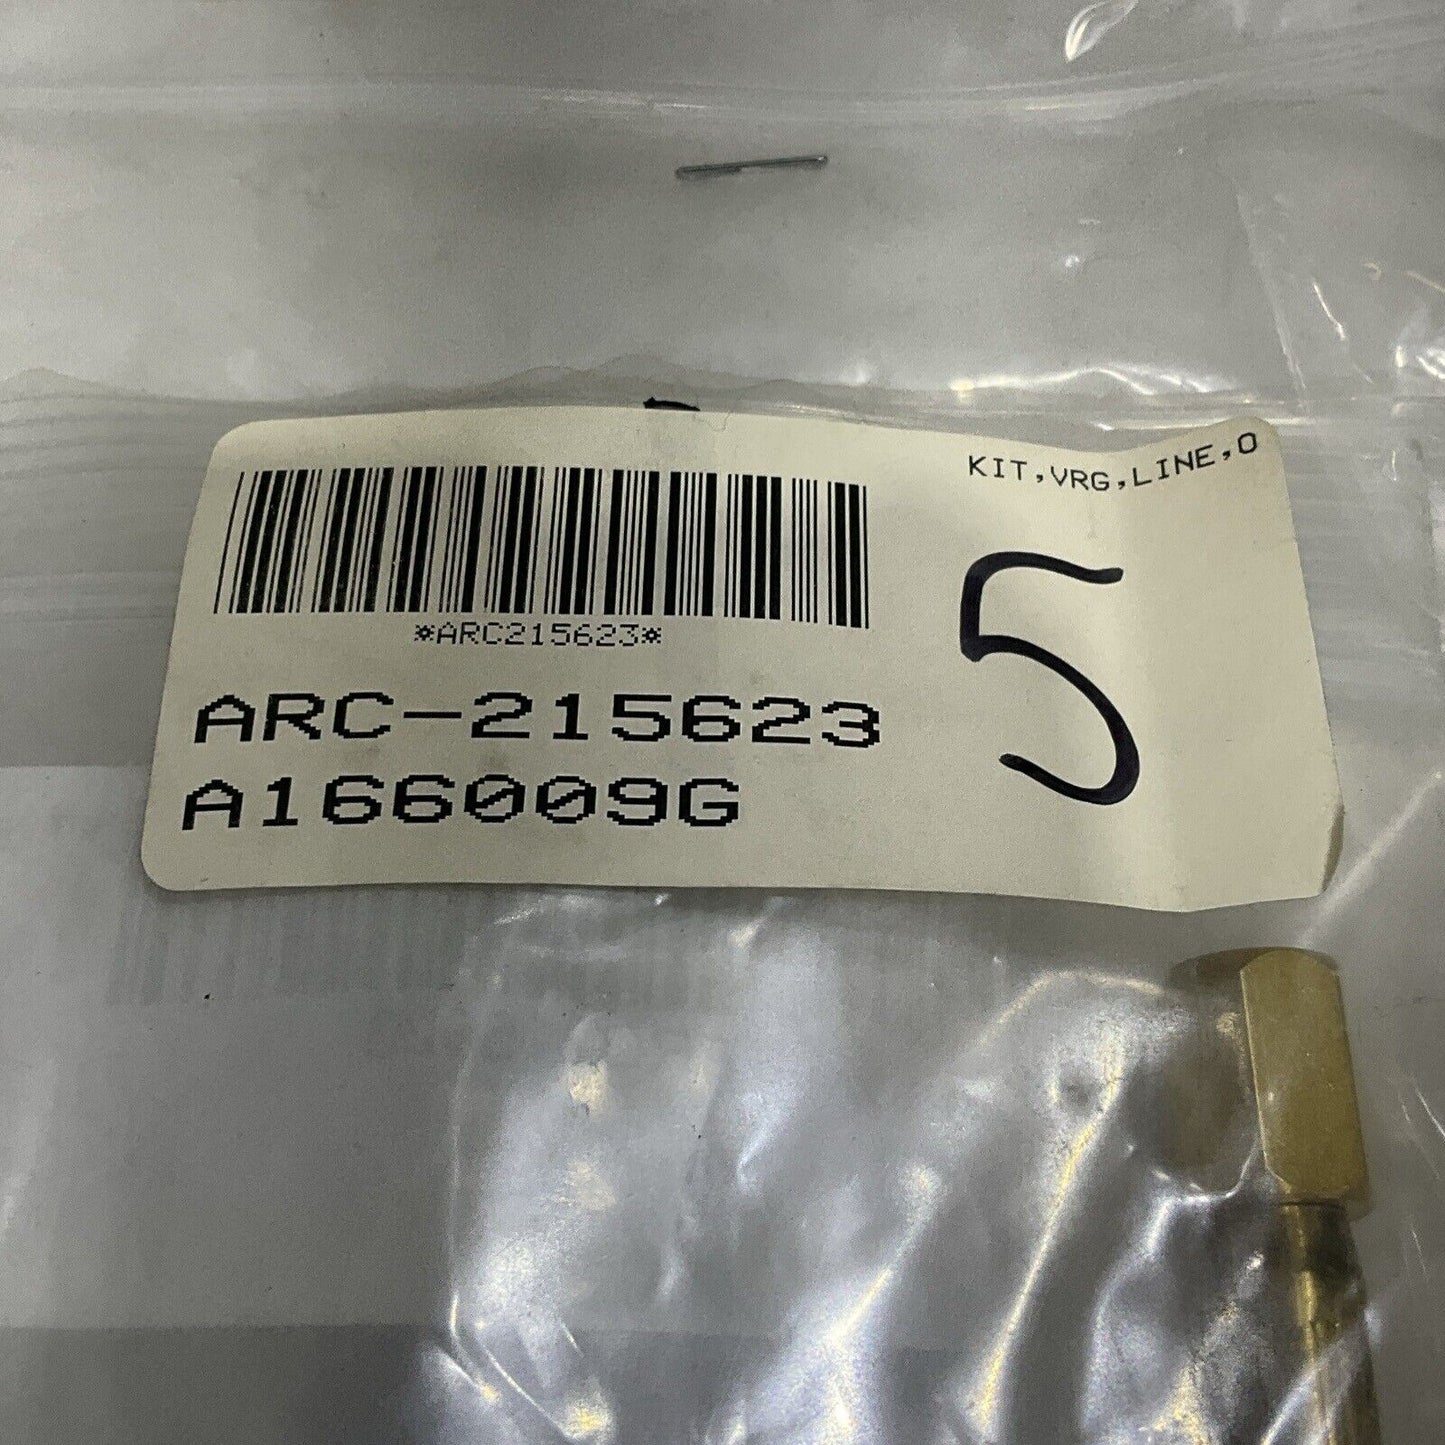 KIT,VRG,LINE,O
*ARC215623*
5
ARC-215623
A166009G